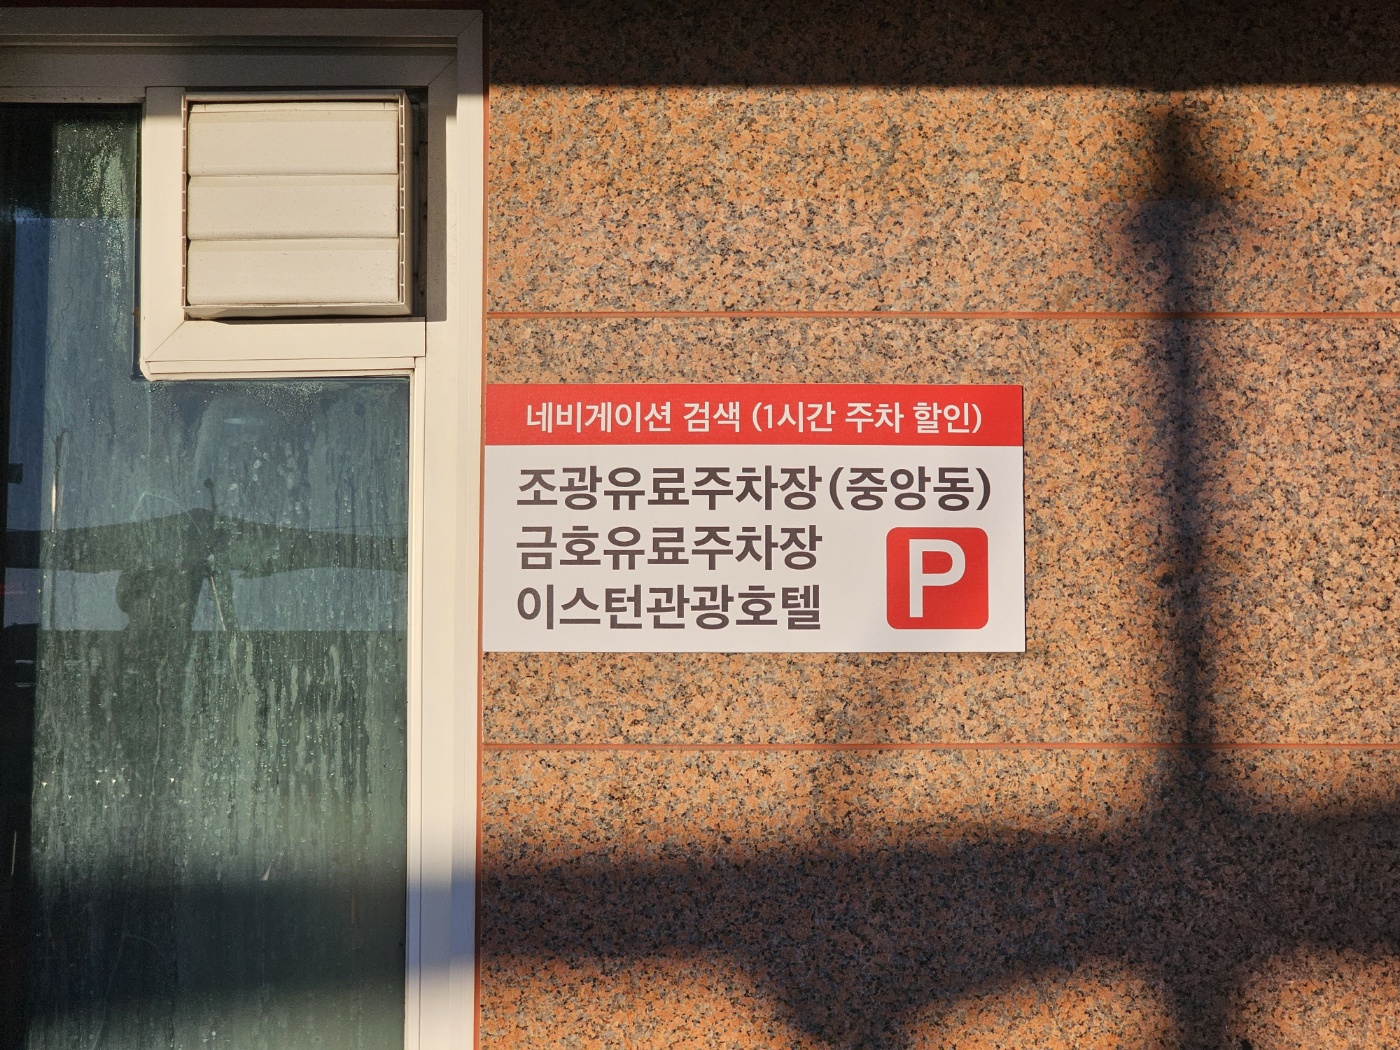 네비게이션 검색 (1시간 주차 할인)
조광유료주차장(중앙동)
금호유료주차장
이스턴관광호텔
P